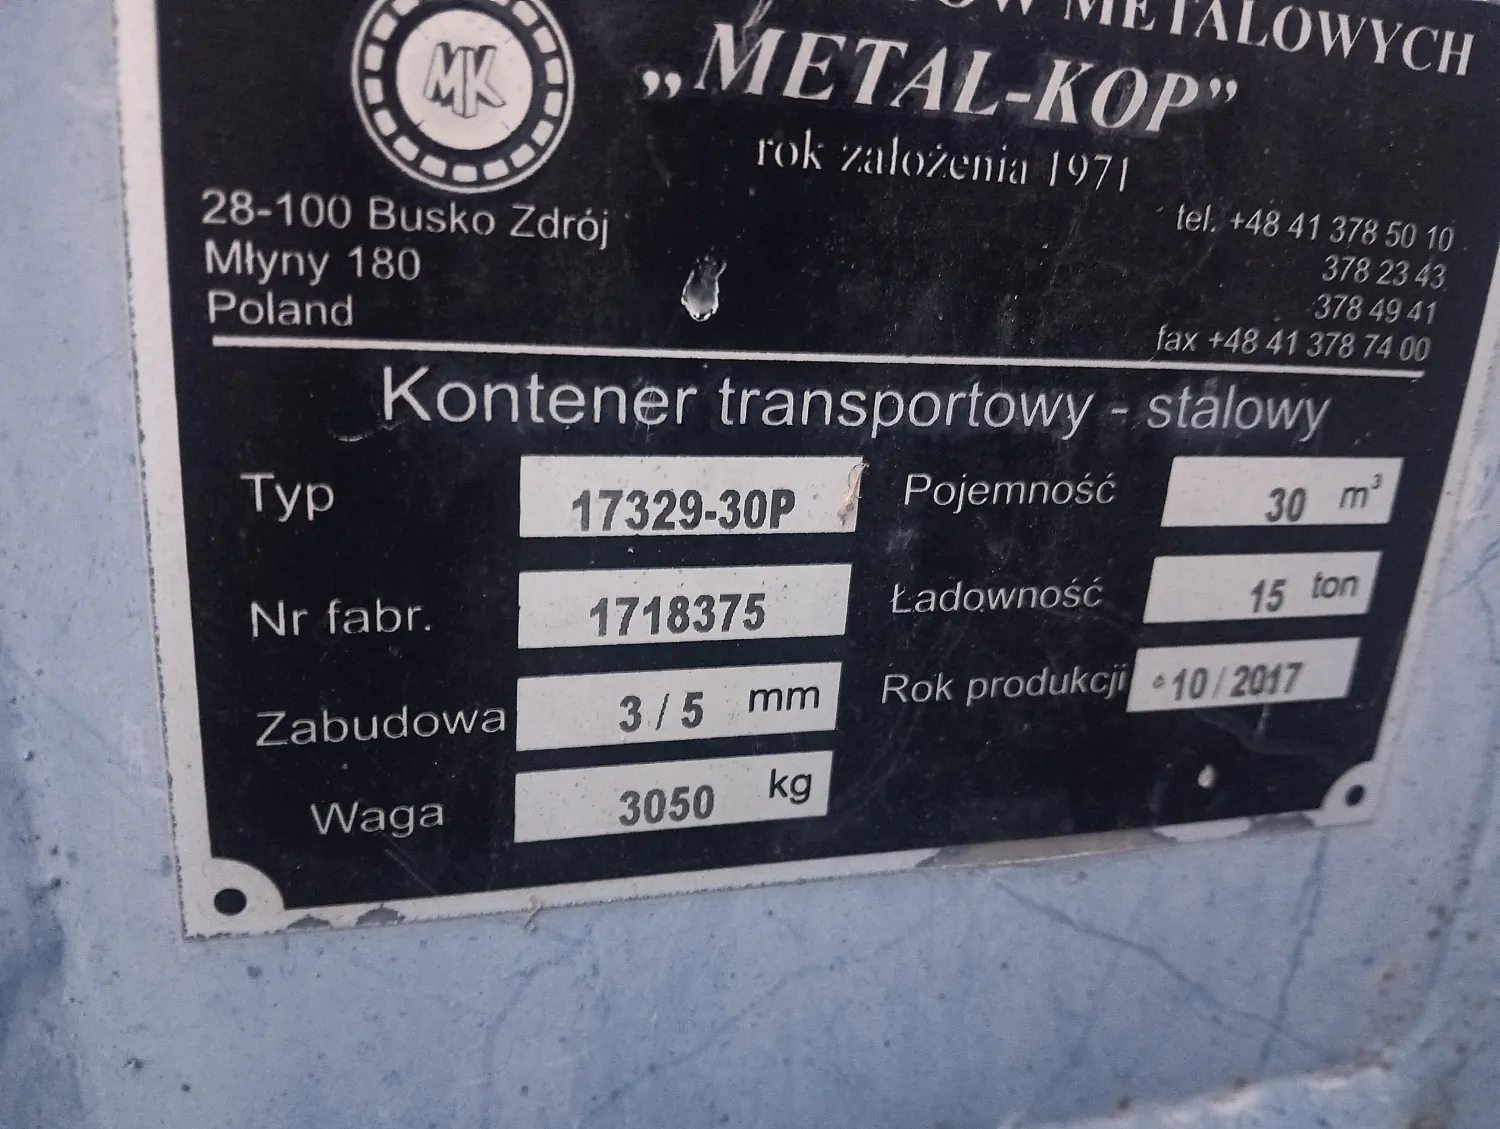 METALOWYCH
MK
„METAL-KOP”
rok założenia 1971
28-100 Busko Zdrój
Młyny 180
Poland
tel. +48 41 378 50 10
378 23 43
378 49 41
fax +48 41 378 74 00
Kontener transportowy - stalowy
Typ 17329-30P
Pojemność 30 m³
Nr fabr. 1718375
Ładowność 15 ton
Zabudowa 3 / 5 mm
Rok produkcji 10 / 2017
Waga 3050 kg